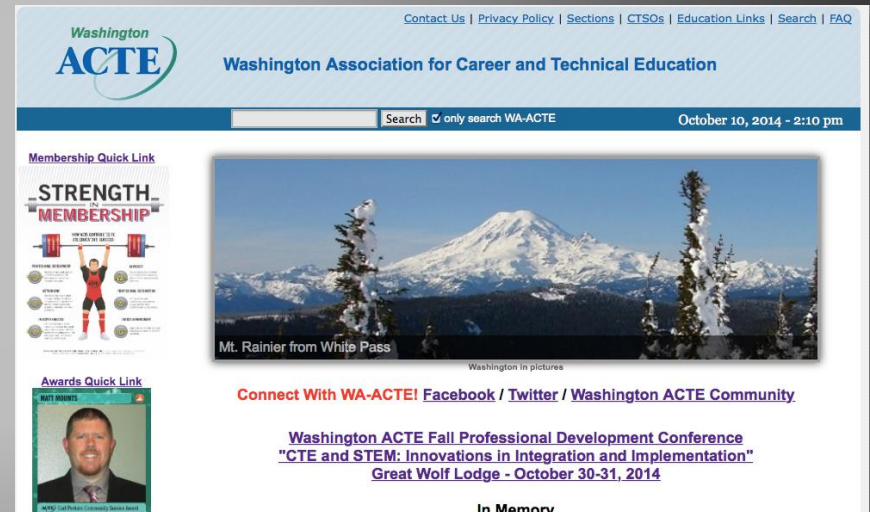 Contact Us | Privacy Policy | Sections | CTSOs | Education Links | Search | FAQ
Washington
ACTE
Washington Association for Career and Technical Education
Search only search WA-ACTE
October 10, 2014 - 2:10 pm
Membership Quick Link
STRENGTH
IN
MEMBERSHIP
Mt. Rainier from White Pass
Washington in pictures
Awards Quick Link
MATT MOUNTS
Connect With WA-ACTE! Facebook / Twitter / Washington ACTE Community
Washington ACTE Fall Professional Development Conference
"CTE and STEM: Innovations in Integration and Implementation"
Great Wolf Lodge - October 30-31, 2014
In Memory